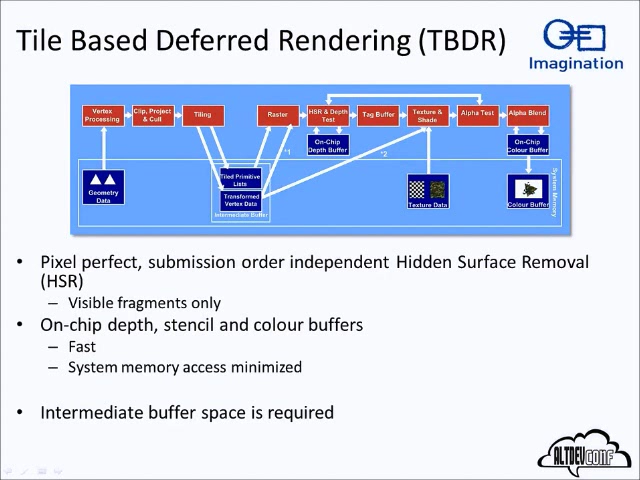 Tile Based Deferred Rendering (TBDR)
Imagination
Vertex
Processing
Clip, Project
& Cull
Tiling
Raster
HSR & Depth
Test
Tag Buffer
Texture &
Shade
Alpha Test
Alpha Blend
On-Chip
Depth Buffer
On-Chip
Colour Buffer
*1
*2
Geometry
Data
Tiled Primitive
Lists
Transformed
Vertex Data
Intermediate Buffer
Texture Data
Colour Buffer
System Memory
• Pixel perfect, submission order independent Hidden Surface Removal
(HSR)
– Visible fragments only
• On-chip depth, stencil and colour buffers
– Fast
– System memory access minimized
• Intermediate buffer space is required
ALTDEVCONF